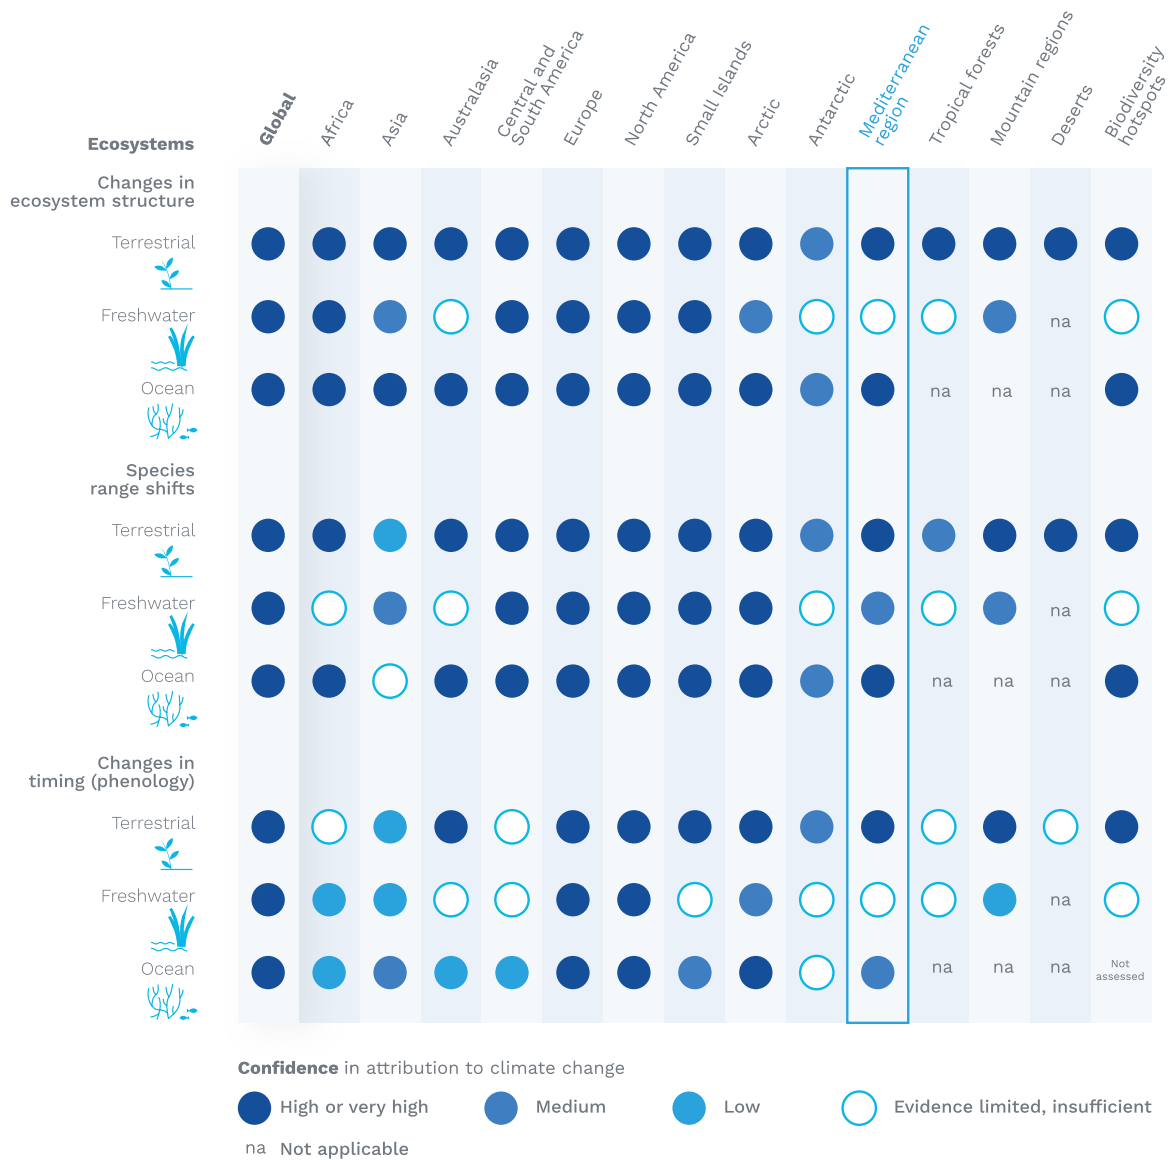 Global
Africa
Asia
Australasia
Central and
South America
Europe
North America
Small Islands
Arctic
Antarctic
Mediterranean
region
Tropical forests
Mountain regions
Deserts
Biodiversity
hotspots
Ecosystems
Changes in
ecosystem structure
Terrestrial
Freshwater
na
Ocean
na na na
Species
range shifts
Terrestrial
Freshwater
na
Ocean
na na na
Changes in
timing (phenology)
Terrestrial
Freshwater
na
Ocean
na na na
Not
assessed
Confidence in attribution to climate change
High or very high Medium Low Evidence limited, insufficient
na Not applicable